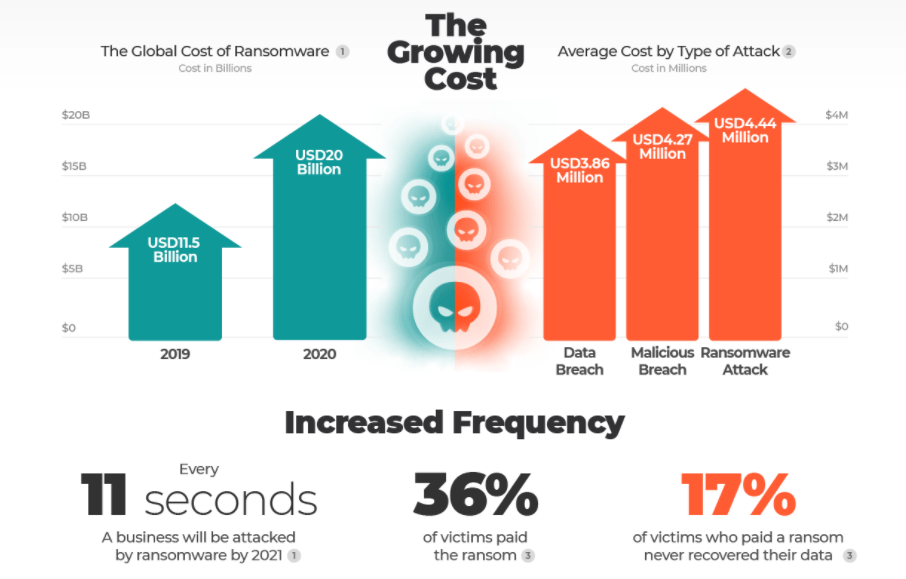 The
Growing
Cost
The Global Cost of Ransomware 1
Cost in Billions
$20B
$15B
$10B
$5B
$0
USD11.5
Billion
USD20
Billion
2019
2020
Average Cost by Type of Attack 2
Cost in Millions
$4M
$3M
$2M
$1M
$0
USD3.86
Million
USD4.27
Million
USD4.44
Million
Data
Breach
Malicious
Breach
Ransomware
Attack
Increased Frequency
Every
11 seconds
A business will be attacked
by ransomware by 2021 1
36%
of victims paid
the ransom 3
17%
of victims who paid a ransom
never recovered their data 3